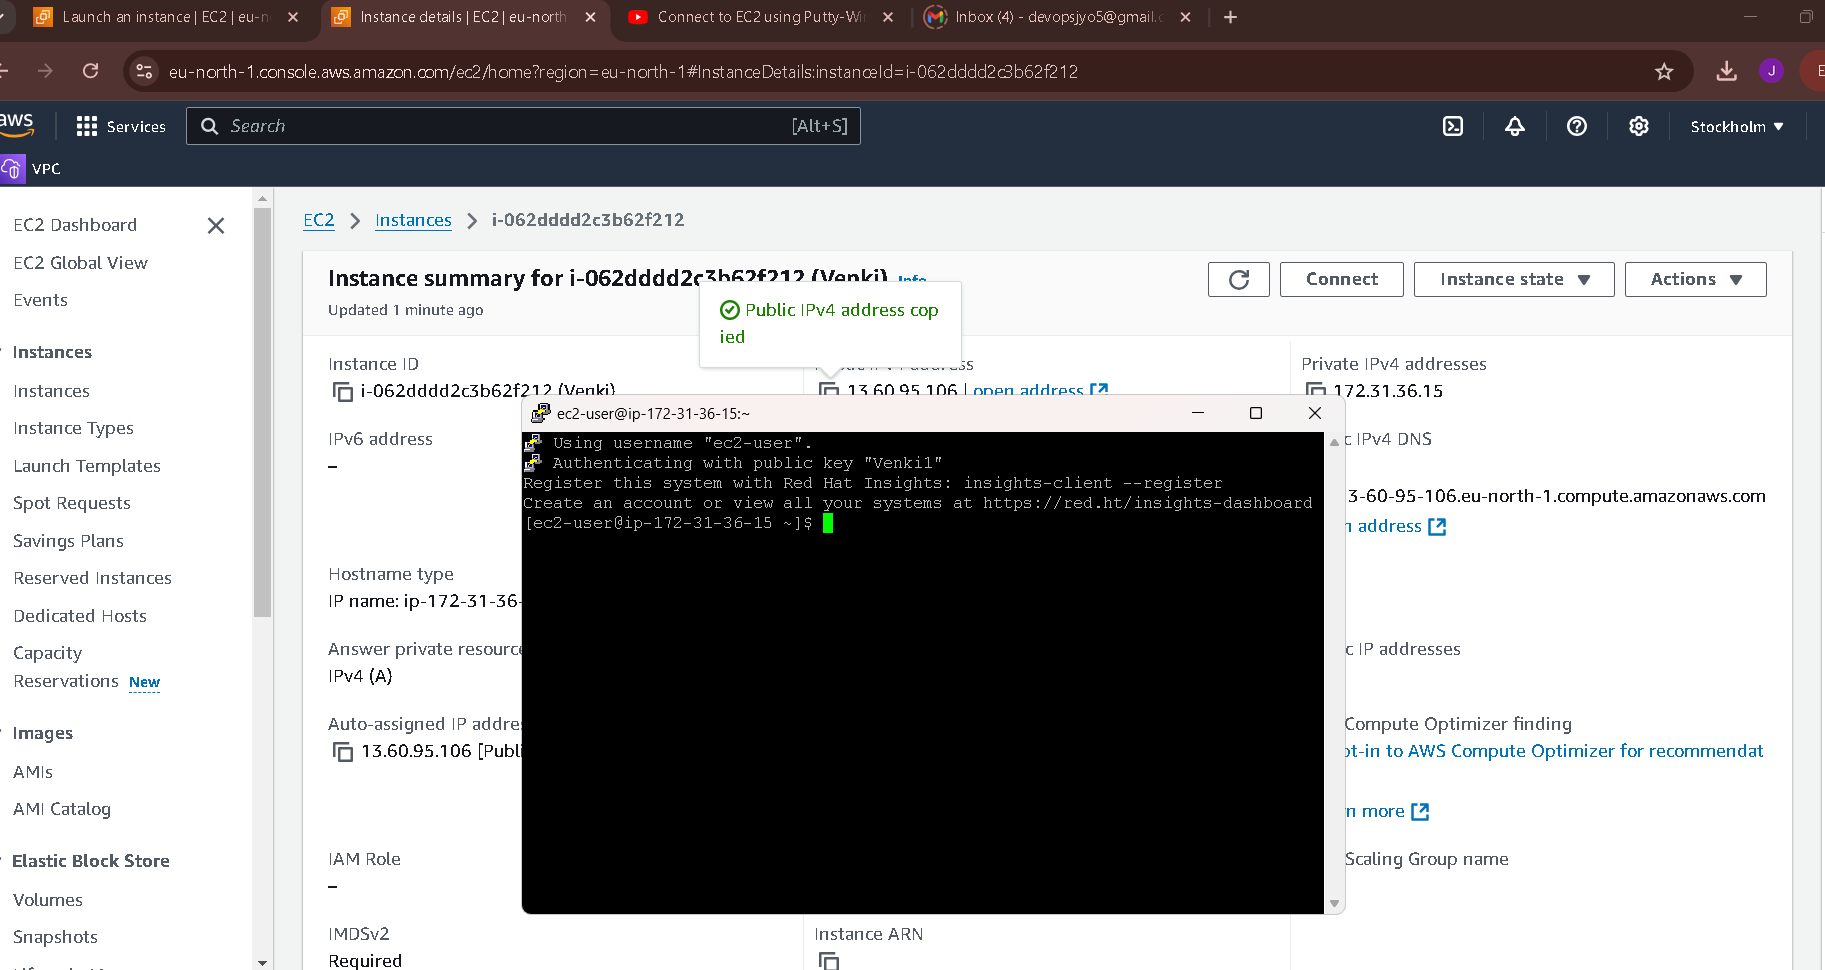 Launch an instance | EC2 | eu-n
Instance details | EC2 | eu-north
Connect to EC2 using Putty-Wi
Inbox (4) - devopsjyo5@gmail.c
eu-north-1.console.aws.amazon.com/ec2/home?region=eu-north-1#InstanceDetails:instanceId=i-062dddd2c3b62f212
J
E
aws
Services
Search
[Alt+S]
Stockholm
VPC
EC2 Dashboard
EC2 Global View
Events
Instances
Instances
Instance Types
Launch Templates
Spot Requests
Savings Plans
Reserved Instances
Dedicated Hosts
Capacity
Reservations New
Images
AMIs
AMI Catalog
Elastic Block Store
Volumes
Snapshots
EC2
Instances
i-062dddd2c3b62f212
Instance summary for i-062dddd2c3b62f212 (Venki) Info
Updated 1 minute ago
Connect
Instance state
Actions
Public IPv4 address cop
ied
Instance ID
i-062dddd2c3b62f212 (Venki)
address
13.60.95.106 | open address
Private IPv4 addresses
172.31.36.15
IPv6 address
–
c IPv4 DNS
3-60-95-106.eu-north-1.compute.amazonaws.com
n address
ec2-user@ip-172-31-36-15:~
Using username "ec2-user".
Authenticating with public key "Venki1"
Register this system with Red Hat Insights: insights-client --register
Create an account or view all your systems at https://red.ht/insights-dashboard
[ec2-user@ip-172-31-36-15 ~]$
Hostname type
IP name: ip-172-31-36-
Answer private resource
IPv4 (A)
c IP addresses
Auto-assigned IP addre
13.60.95.106 [Publi
Compute Optimizer finding
pt-in to AWS Compute Optimizer for recommendat
n more
IAM Role
–
Scaling Group name
IMDSv2
Required
Instance ARN